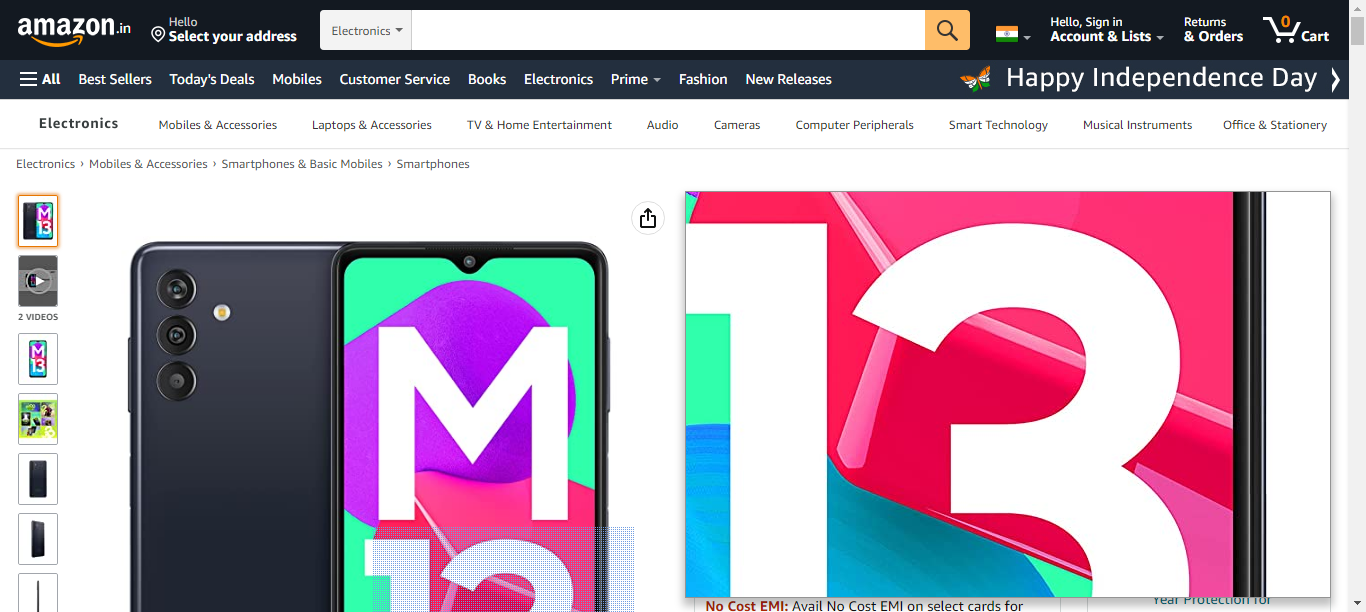 amazon.in
Hello
Select your address
Electronics
Hello, Sign in
Account & Lists
Returns
& Orders
0
Cart
All
Best Sellers
Today's Deals
Mobiles
Customer Service
Books
Electronics
Prime
Fashion
New Releases
Happy Independence Day
Electronics
Mobiles & Accessories
Laptops & Accessories
TV & Home Entertainment
Audio
Cameras
Computer Peripherals
Smart Technology
Musical Instruments
Office & Stationery
Electronics › Mobiles & Accessories › Smartphones & Basic Mobiles › Smartphones
M
13
2 VIDEOS
M
13
M
13
13
No Cost EMI: Avail No Cost EMI on select cards for
Year Protection for